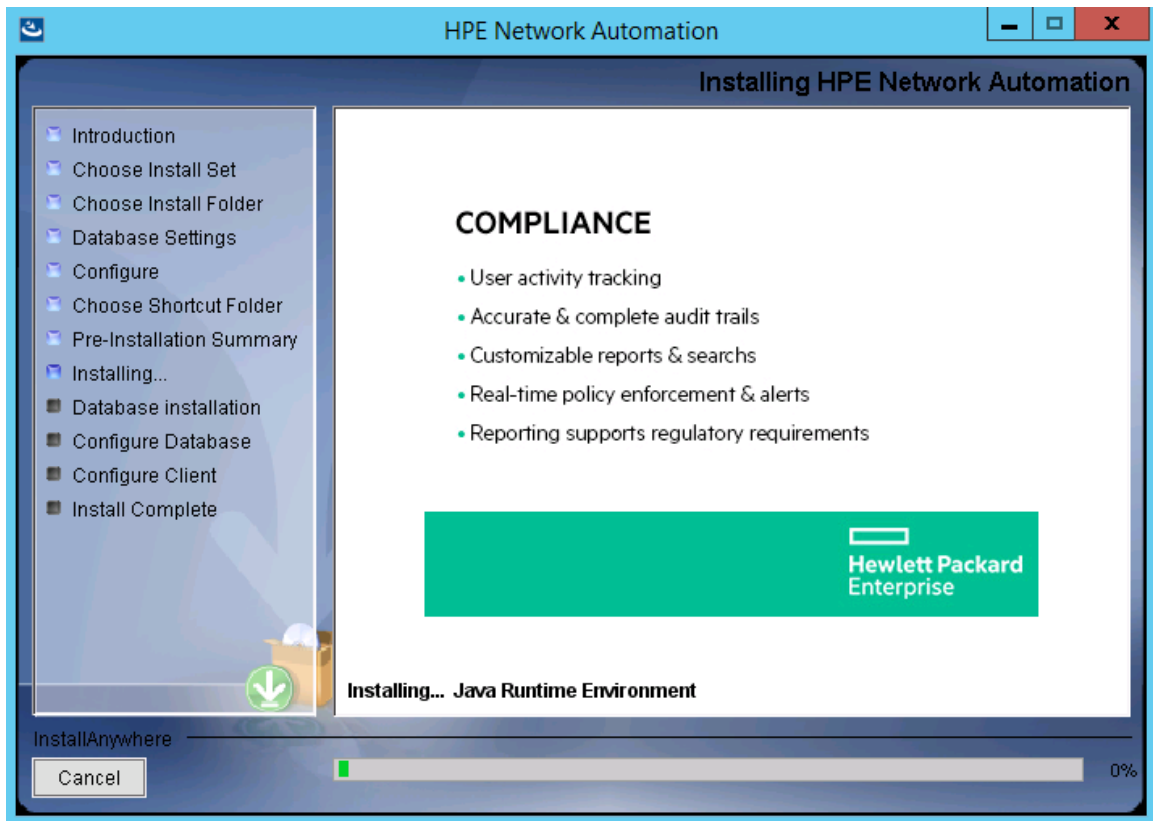 HPE Network Automation
Installing HPE Network Automation
Introduction
Choose Install Set
Choose Install Folder
Database Settings
Configure
Choose Shortcut Folder
Pre-Installation Summary
Installing...
Database installation
Configure Database
Configure Client
Install Complete
COMPLIANCE
• User activity tracking
• Accurate & complete audit trails
• Customizable reports & searchs
• Real-time policy enforcement & alerts
• Reporting supports regulatory requirements
Hewlett Packard
Enterprise
Installing... Java Runtime Environment
InstallAnywhere
Cancel
0%